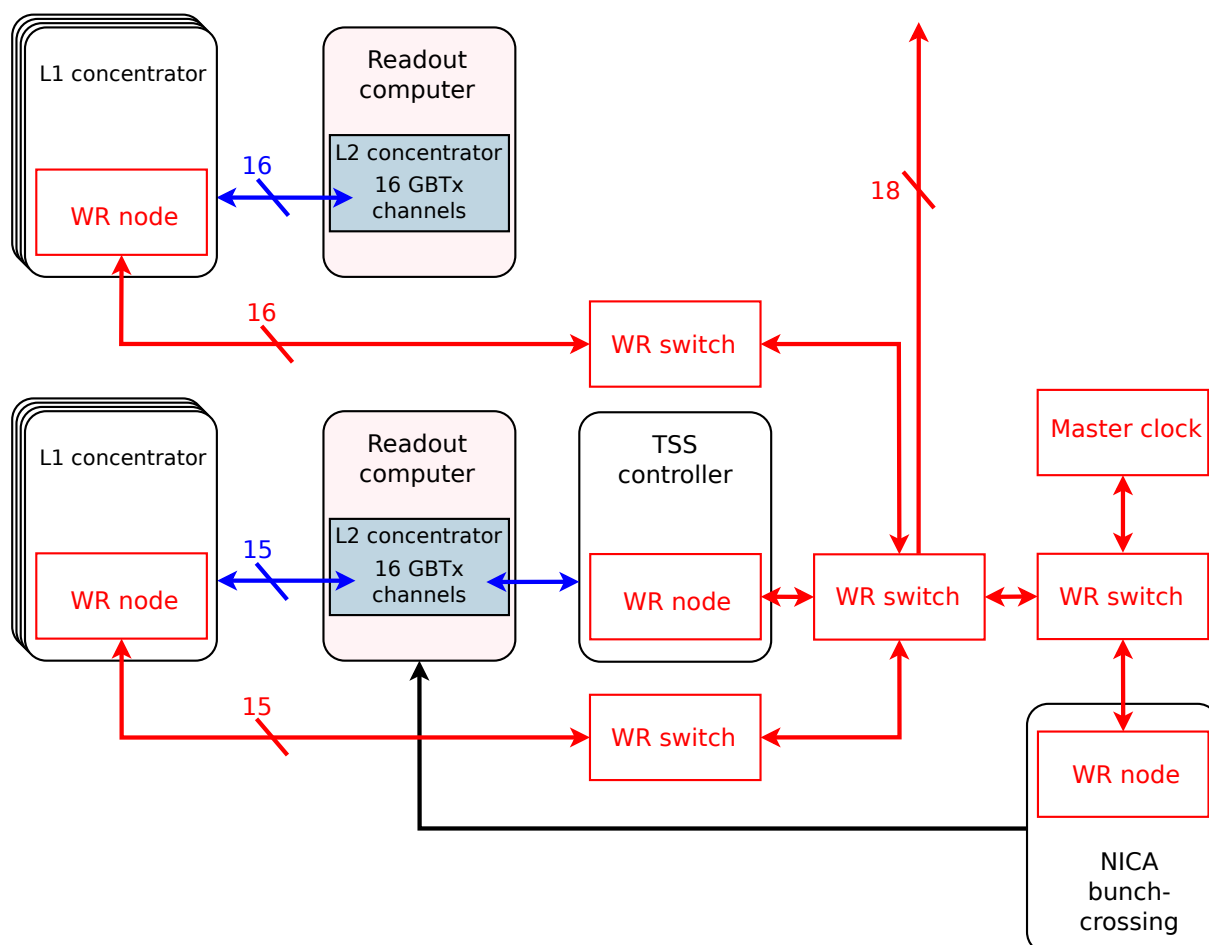 L1 concentrator
WR node
16
Readout
computer
L2 concentrator
16 GBTx
channels
18
16
WR switch
L1 concentrator
WR node
15
Readout
computer
L2 concentrator
16 GBTx
channels
TSS
controller
WR node
WR switch
Master clock
WR switch
15
WR switch
WR node
NICA
bunch-
crossing